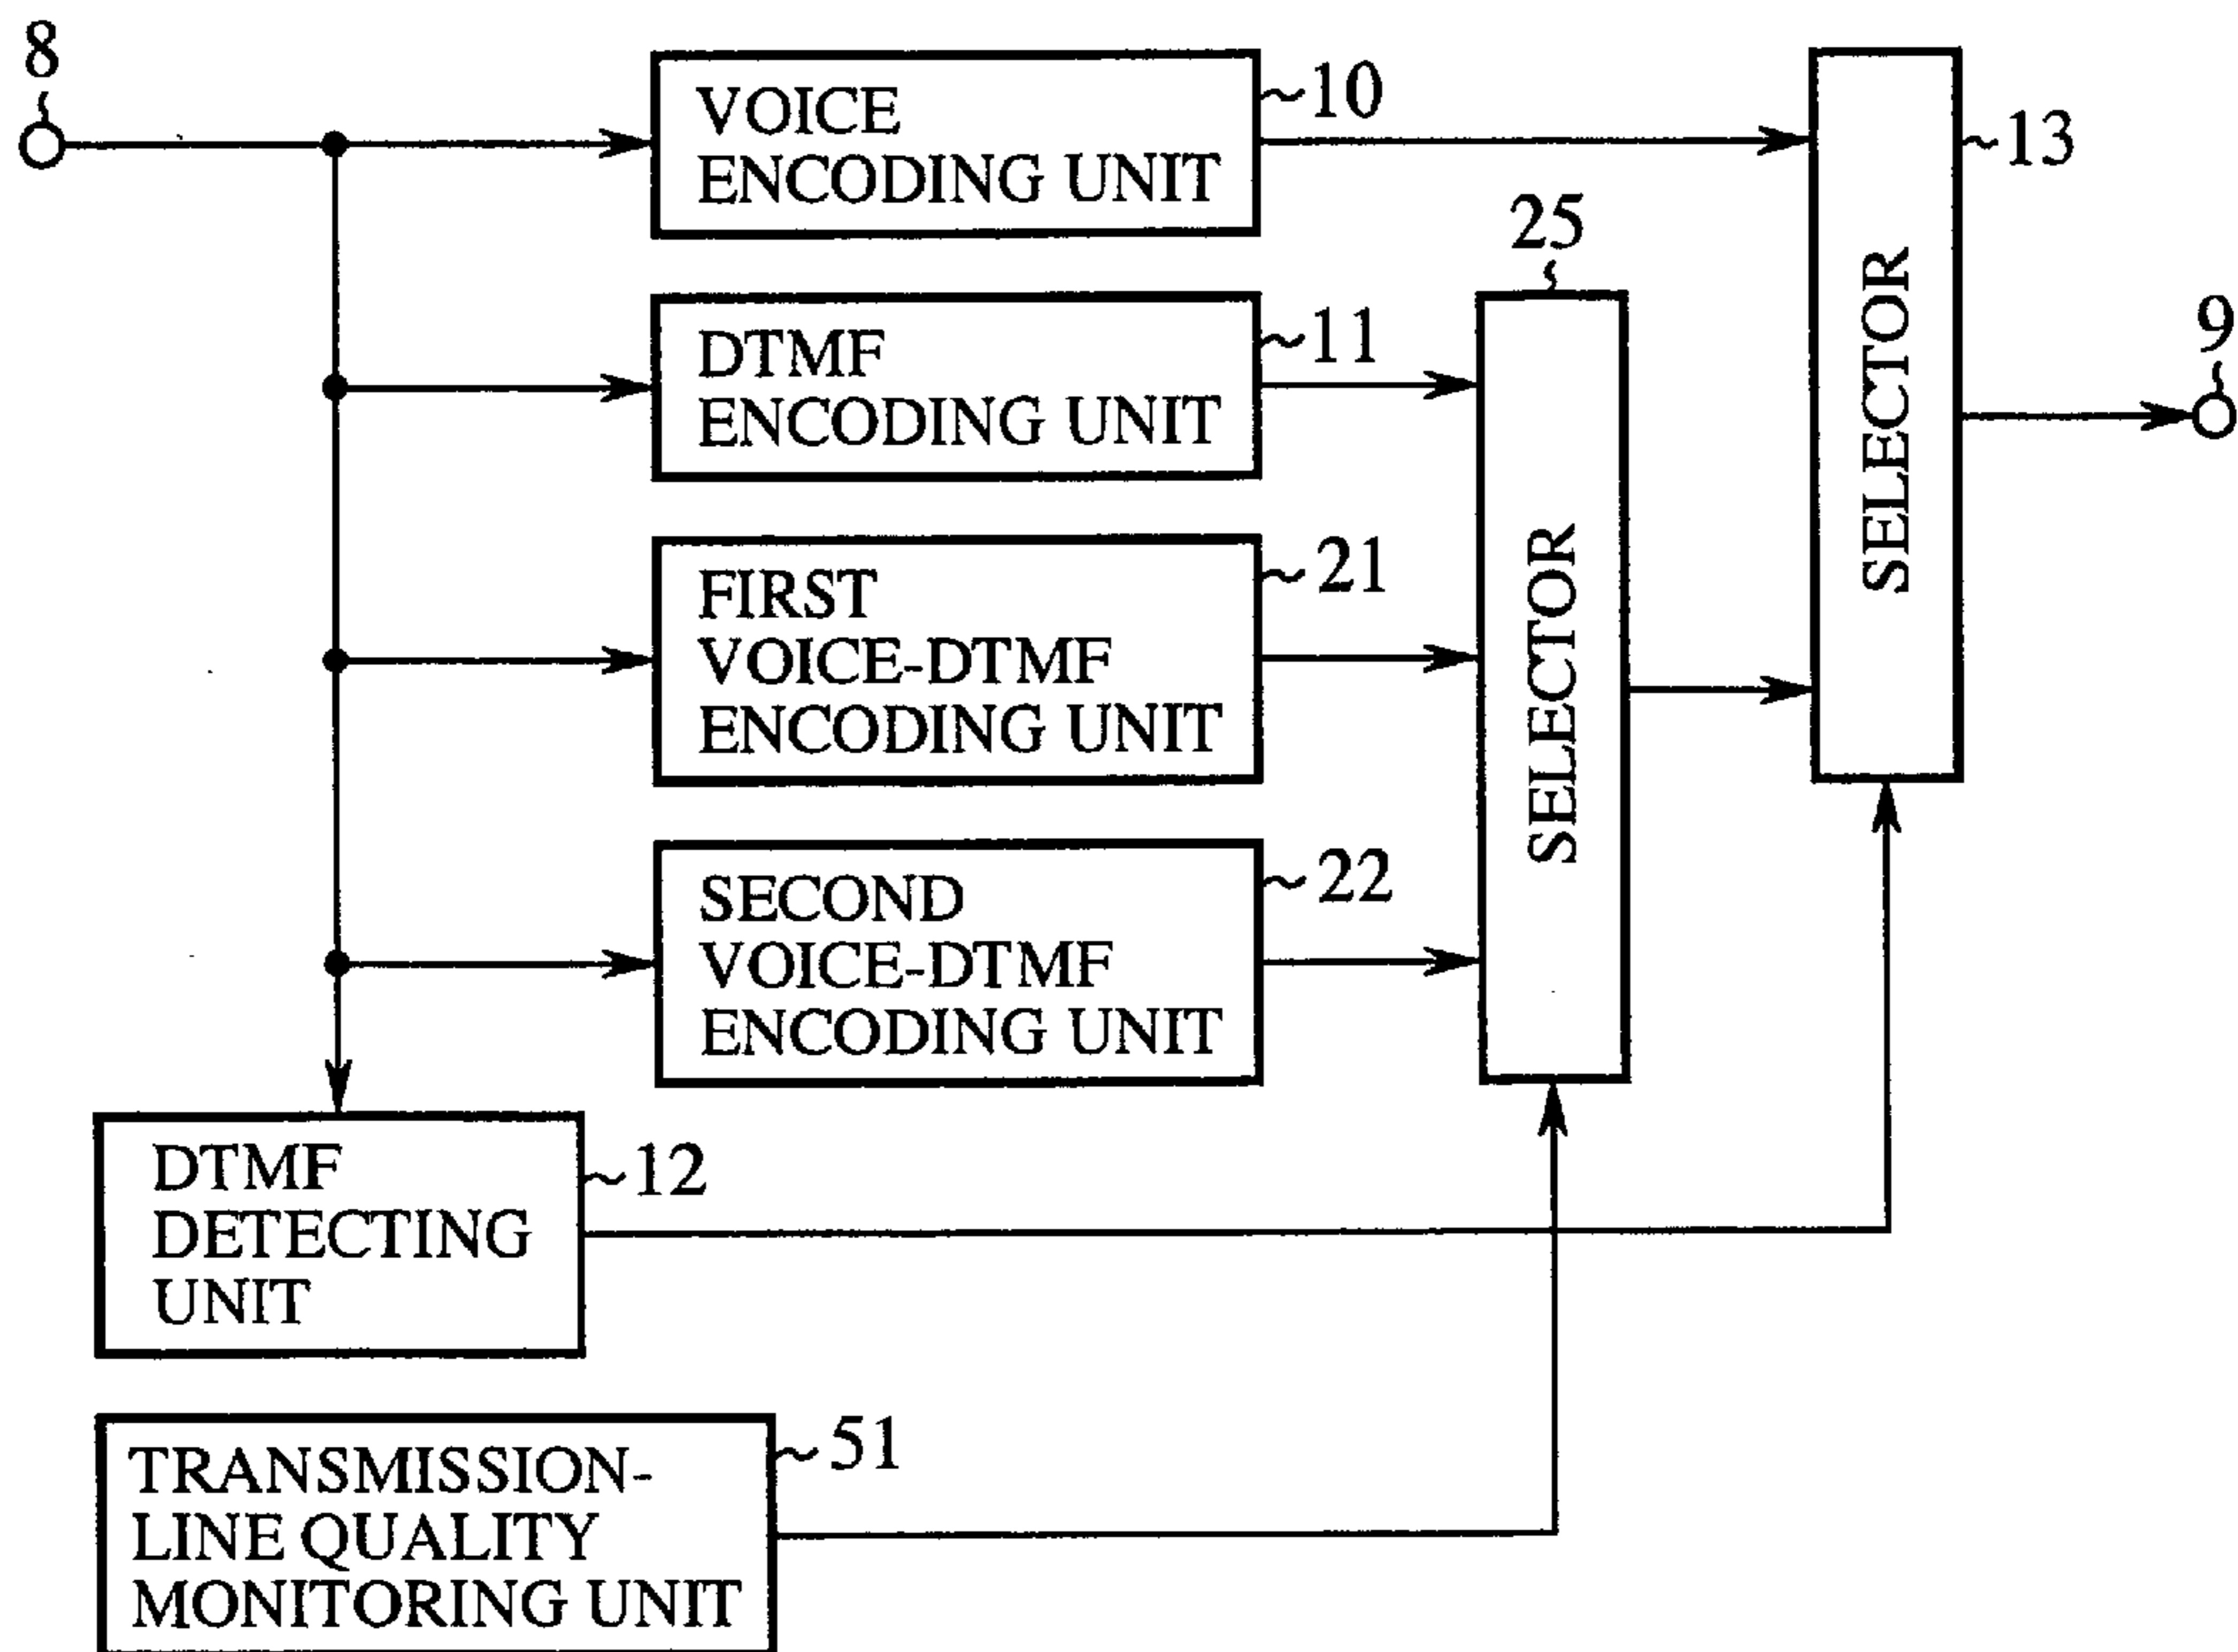 8
VOICE
ENCODING UNIT
10
13
25
DTMF
ENCODING UNIT
11
9
SELECTOR
SELECTOR
FIRST
VOICE-DTMF
ENCODING UNIT
21
SECOND
VOICE-DTMF
ENCODING UNIT
22
DTMF
DETECTING
UNIT
12
TRANSMISSION-
LINE QUALITY
MONITORING UNIT
51